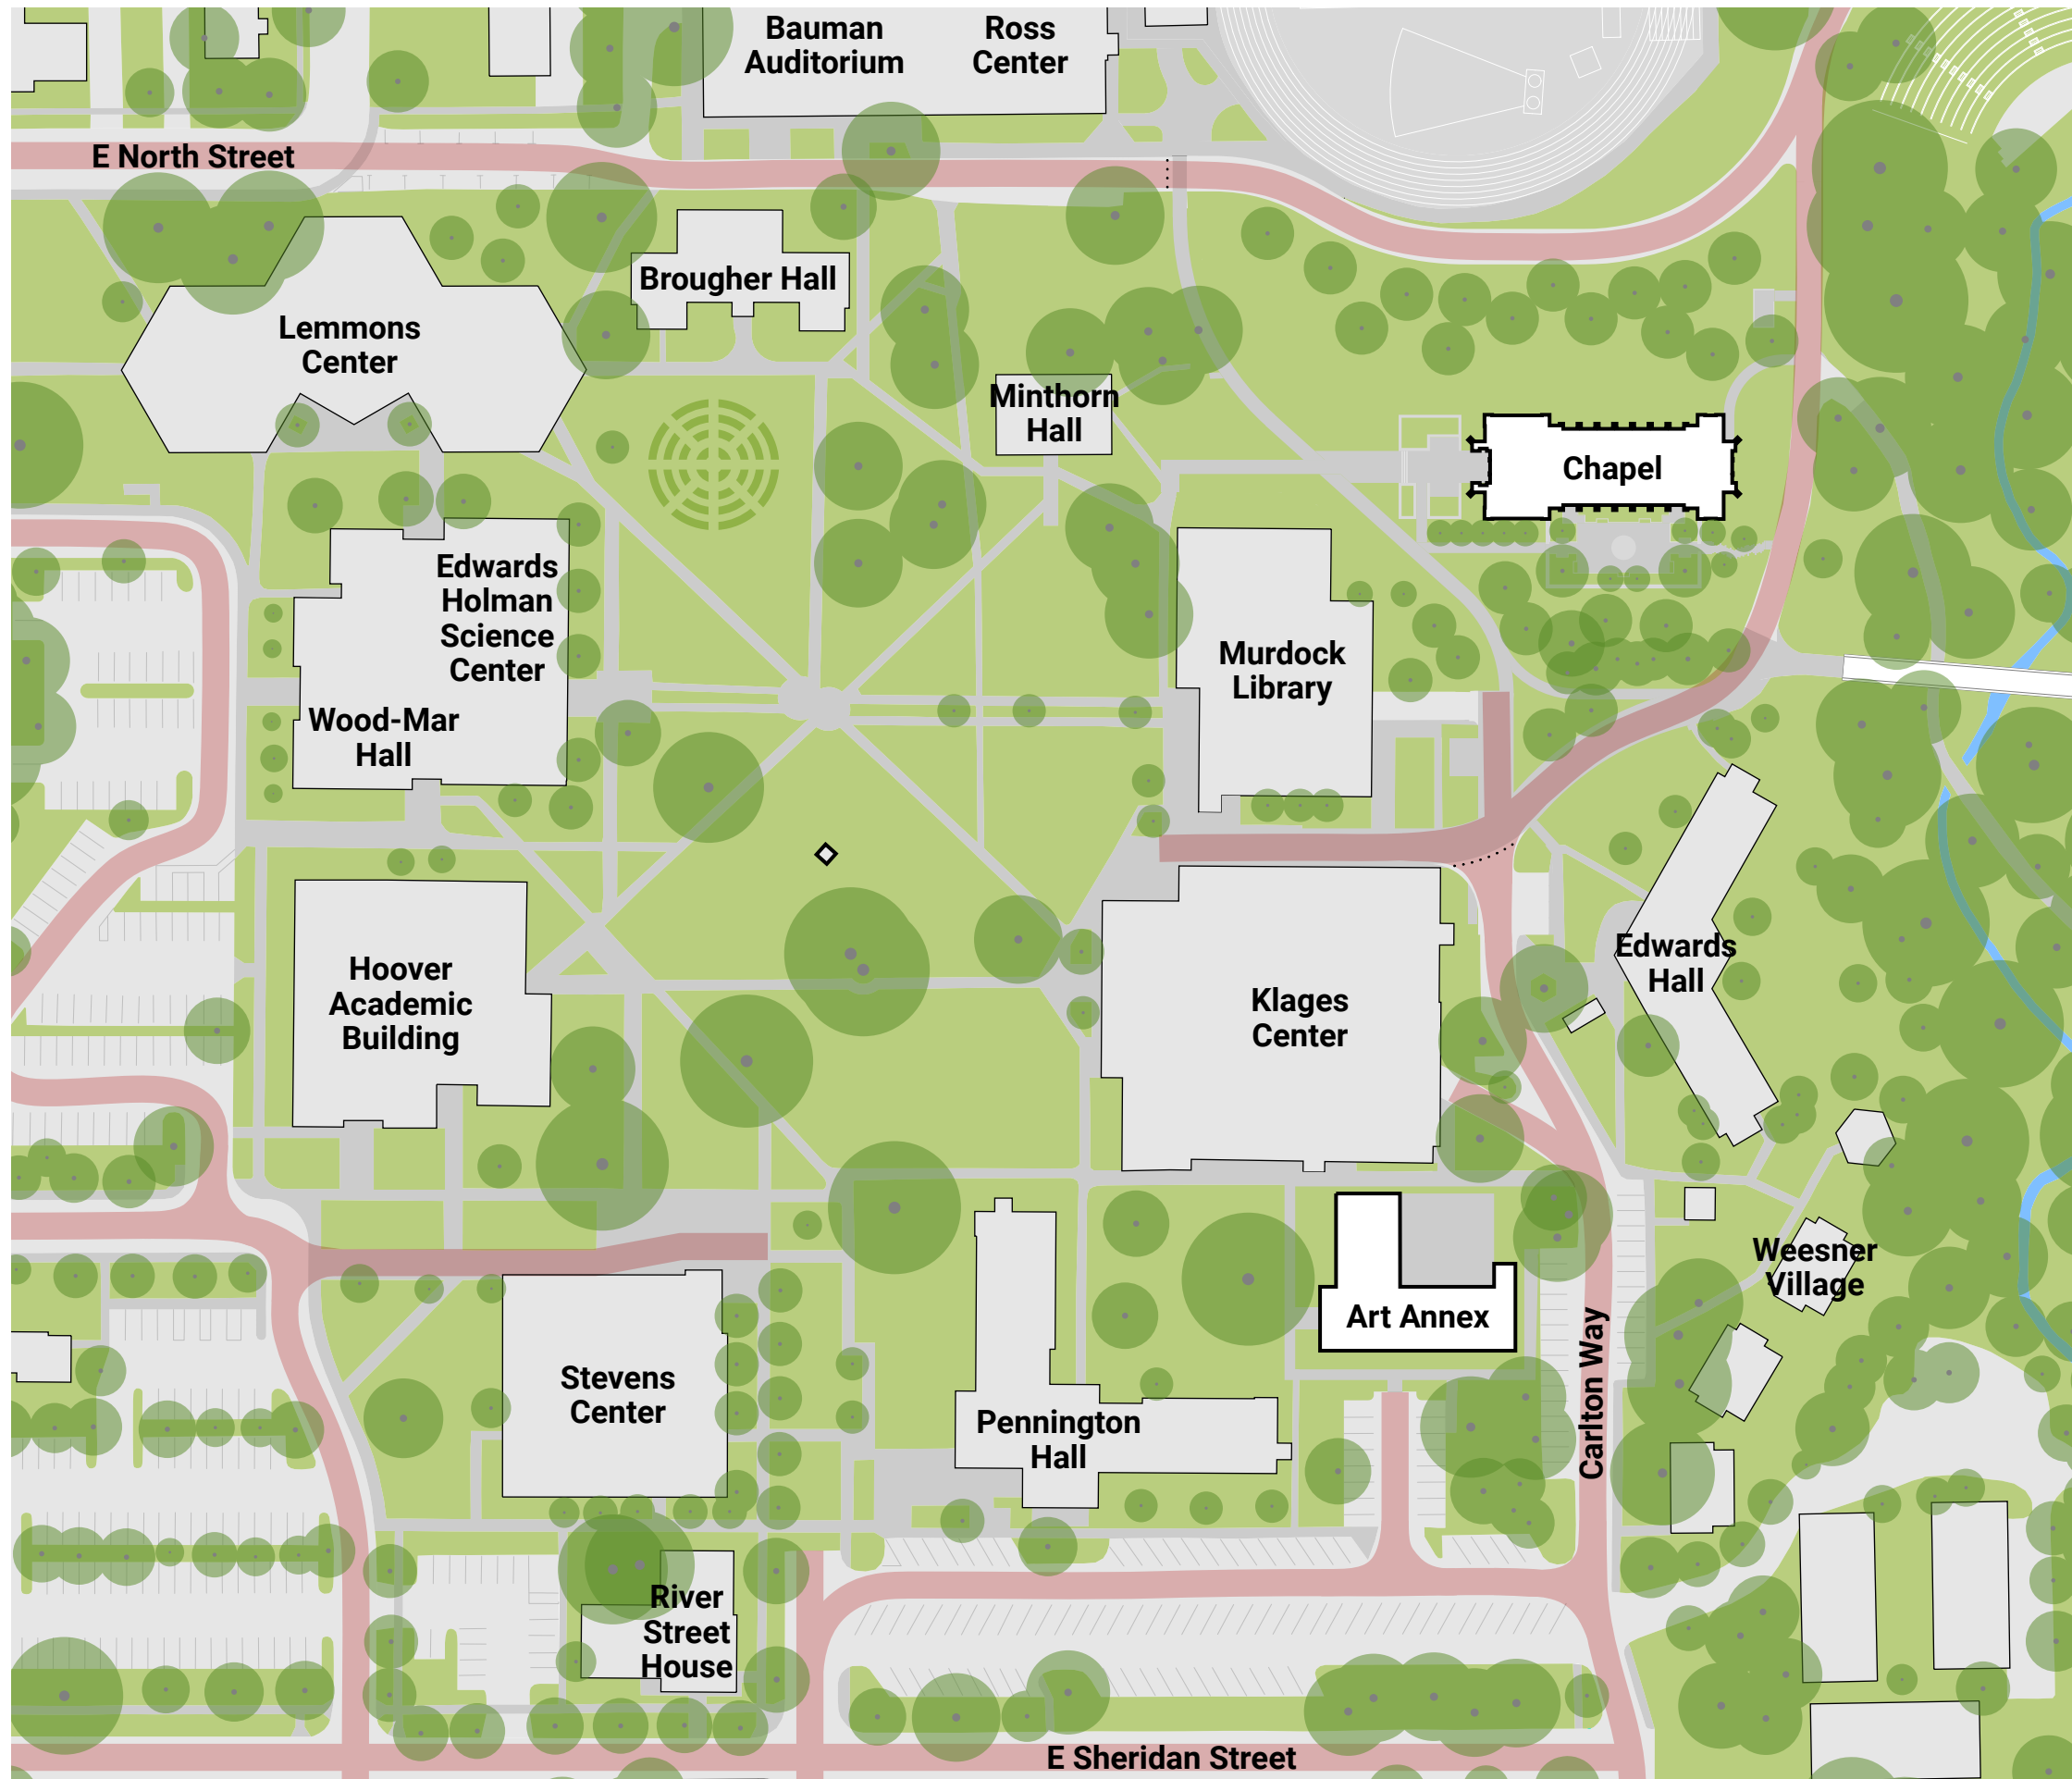 Bauman
Auditorium
Ross
Center
E North Street
Brougher Hall
Lemmons
Center
Minthorn
Hall
Chapel
Edwards
Holman
Science
Center
Wood-Mar
Hall
Murdock
Library
Hoover
Academic
Building
Klages
Center
Edwards
Hall
Weesner
Village
Art Annex
Carlton Way
Stevens
Center
Pennington
Hall
River
Street
House
E Sheridan Street